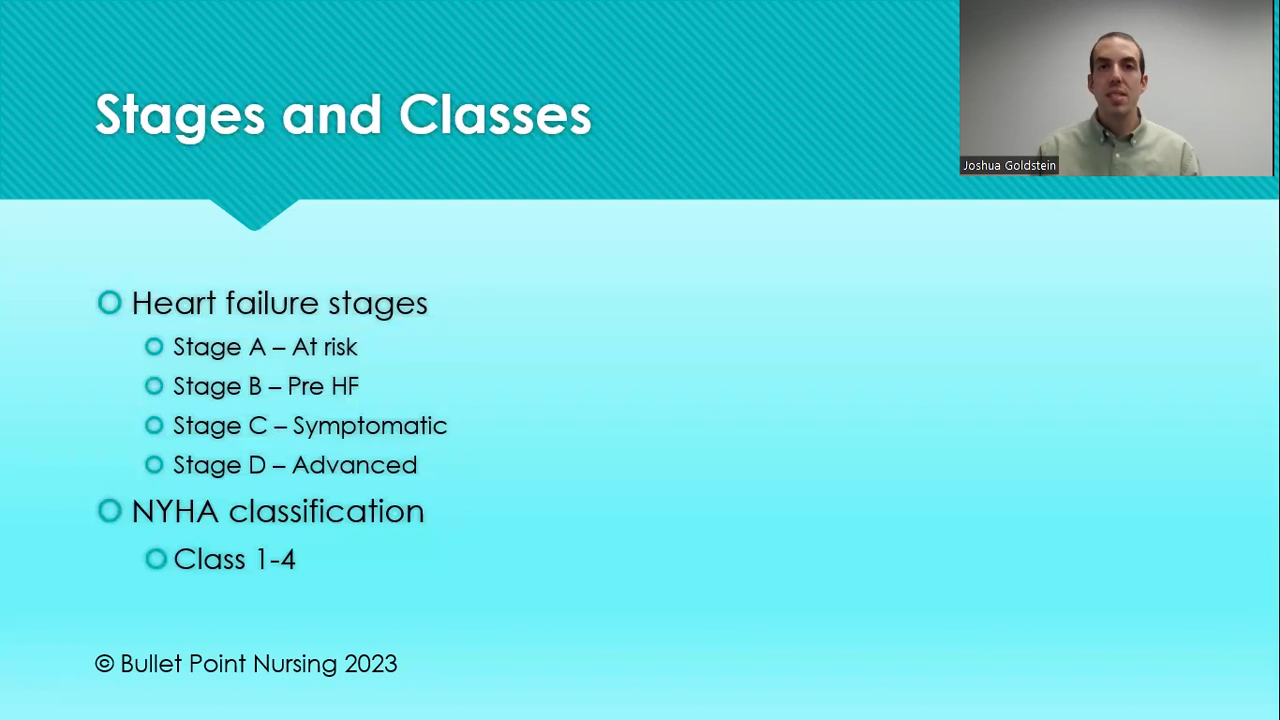 Stages and Classes
Joshua Goldstein
Heart failure stages
Stage A – At risk
Stage B – Pre HF
Stage C – Symptomatic
Stage D – Advanced
NYHA classification
Class 1-4
© Bullet Point Nursing 2023